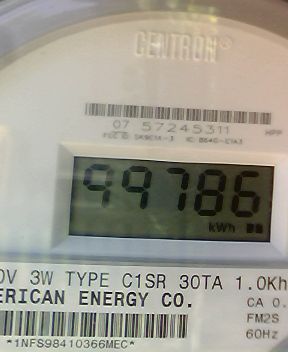 CENTRON®
07 57245311 HPP
99786
kWh
0V 3W TYPE C1SR 30TA 1.0Kh
ERICAN ENERGY CO.
CA 0.
FM2S
60Hz
*1NFS98410366MEC*